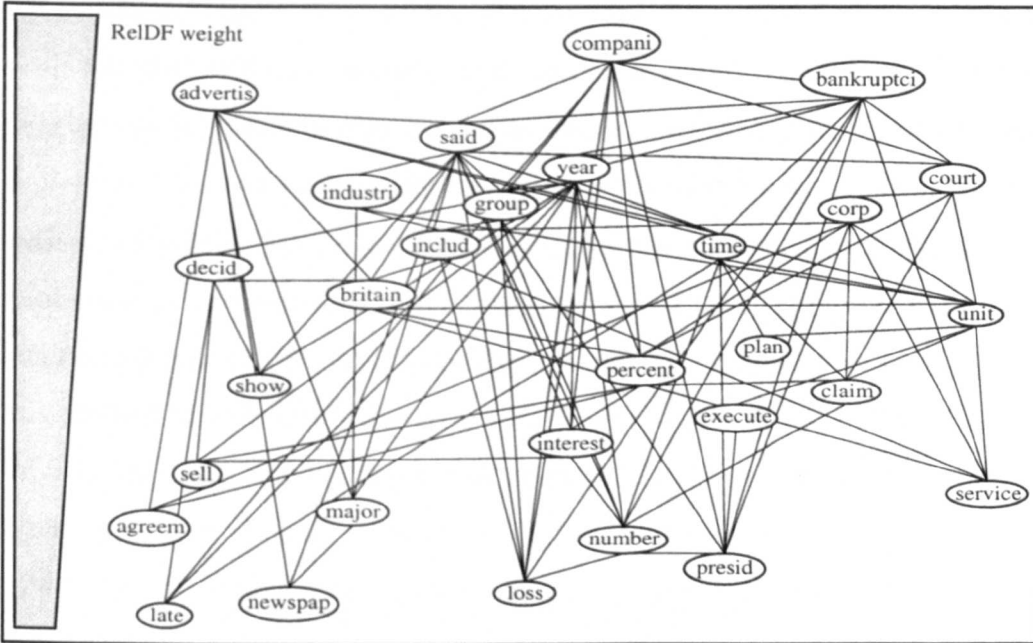 RelDF weight
compani
bankruptci
advertis
said
year
court
industri
group
corp
includ
time
decid
britain
unit
plan
percent
show
claim
execute
interest
sell
service
major
agreem
number
presid
loss
newspap
late